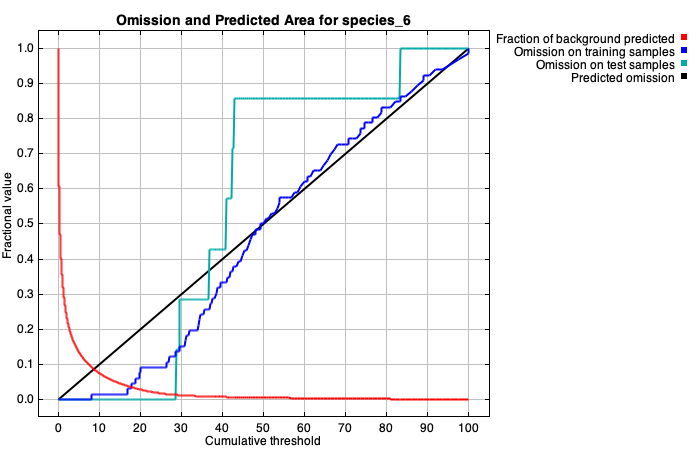 Omission and Predicted Area for species_6
Fraction of background predicted
Omission on training samples
Omission on test samples
Predicted omission
Fractional value
1.0
0.9
0.8
0.7
0.6
0.5
0.4
0.3
0.2
0.1
0.0
0 10 20 30 40 50 60 70 80 90 100
Cumulative threshold